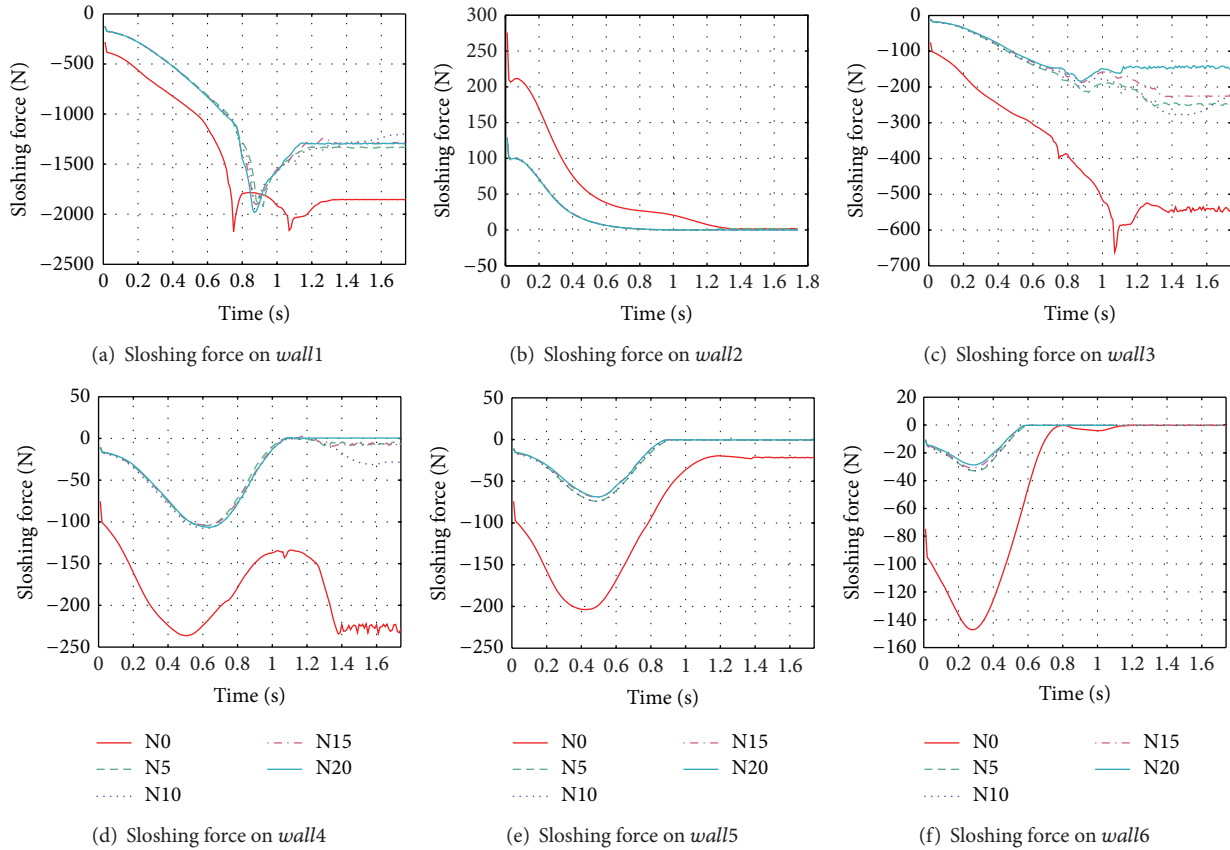 0
−500
−1000
−1500
−2000
−2500
Sloshing force (N)
0 0.2 0.4 0.6 0.8 1 1.2 1.4 1.6
Time (s)
(a) Sloshing force on wall1
300
250
200
150
100
50
0
50
Sloshing force (N)
0 0.2 0.4 0.6 0.8 1 1.2 1.4 1.6 1.8
Time (s)
(b) Sloshing force on wall2
0
−100
−200
−300
−400
−500
−600
−700
Sloshing force (N)
0 0.2 0.4 0.6 0.8 1 1.2 1.4 1.6
Time (s)
(c) Sloshing force on wall3
50
0
−50
−100
−150
−200
−250
Sloshing force (N)
0 0.2 0.4 0.6 0.8 1 1.2 1.4 1.6
Time (s)
N0
N5
N10
N15
N20
(d) Sloshing force on wall4
50
0
−50
−100
−150
−200
−250
Sloshing force (N)
0 0.2 0.4 0.6 0.8 1 1.2 1.4 1.6
Time (s)
N0
N5
N10
N15
N20
(e) Sloshing force on wall5
20
0
−20
−40
−60
−80
−100
−120
−140
−160
Sloshing force (N)
0 0.2 0.4 0.6 0.8 1 1.2 1.4 1.6
Time (s)
N0
N5
N10
N15
N20
(f) Sloshing force on wall6